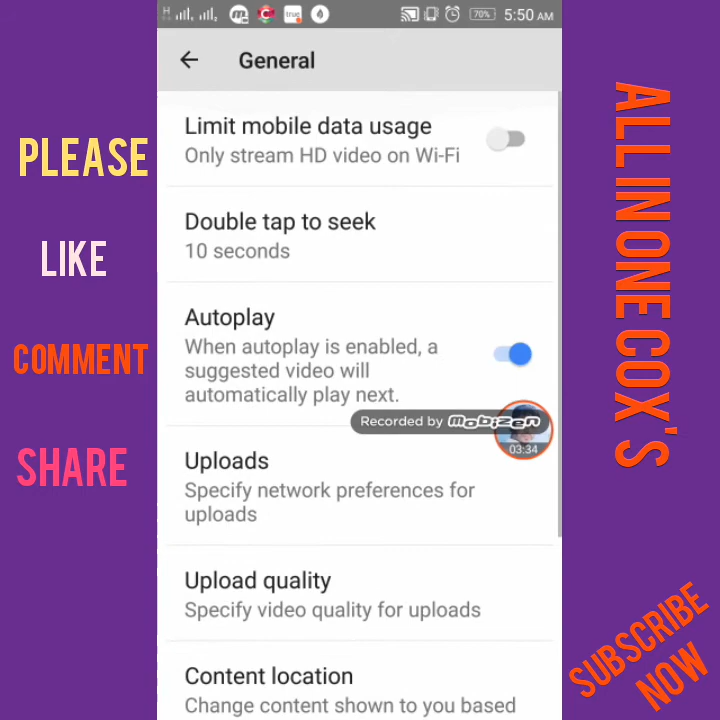 H
true
70%
5:50 AM
General
Limit mobile data usage
Only stream HD video on Wi-Fi
Double tap to seek
10 seconds
Autoplay
When autoplay is enabled, a
suggested video will
automatically play next.
Recorded by mobizen
03:34
Uploads
Specify network preferences for
uploads
Upload quality
Specify video quality for uploads
Content location
Change content shown to you based
PLEASE
LIKE
COMMENT
SHARE
ALL IN ONE COX'S
SUBSCRIBE
NOW